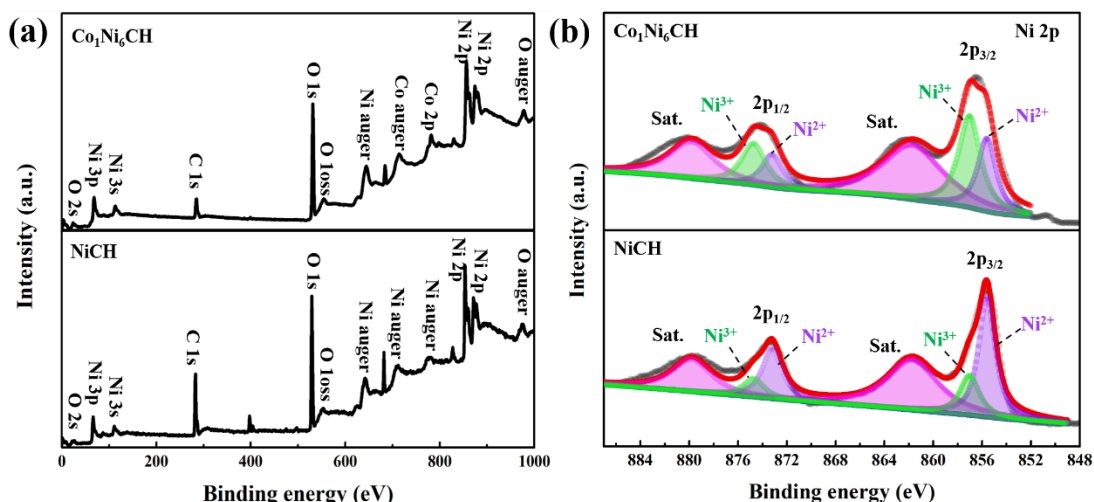 (a)
Co₁Ni₆CH
O 2s
Ni 3p
Ni 3s
C 1s
O 1s
O 1oss
Ni auger
Co auger
Co 2p
Ni 2p
Ni 2p
O auger
NiCH
O 2s
Ni 3p
Ni 3s
C 1s
O 1s
O 1oss
Ni auger
Ni auger
Ni auger
Ni 2p
Ni 2p
O auger
Intensity (a.u.)
0 200 400 600 800 1000
Binding energy (eV)
(b)
Co₁Ni₆CH
Ni 2p
2p₃/₂
Ni³⁺
2p₁/₂
Ni³⁺
Ni²⁺
Ni²⁺
Sat.
Sat.
NiCH
2p₃/₂
2p₁/₂
Ni³⁺
Ni²⁺
Ni³⁺
Ni²⁺
Sat.
Sat.
Intensity (a.u.)
884 880 876 872 868 864 860 856 852 848
Binding energy (eV)